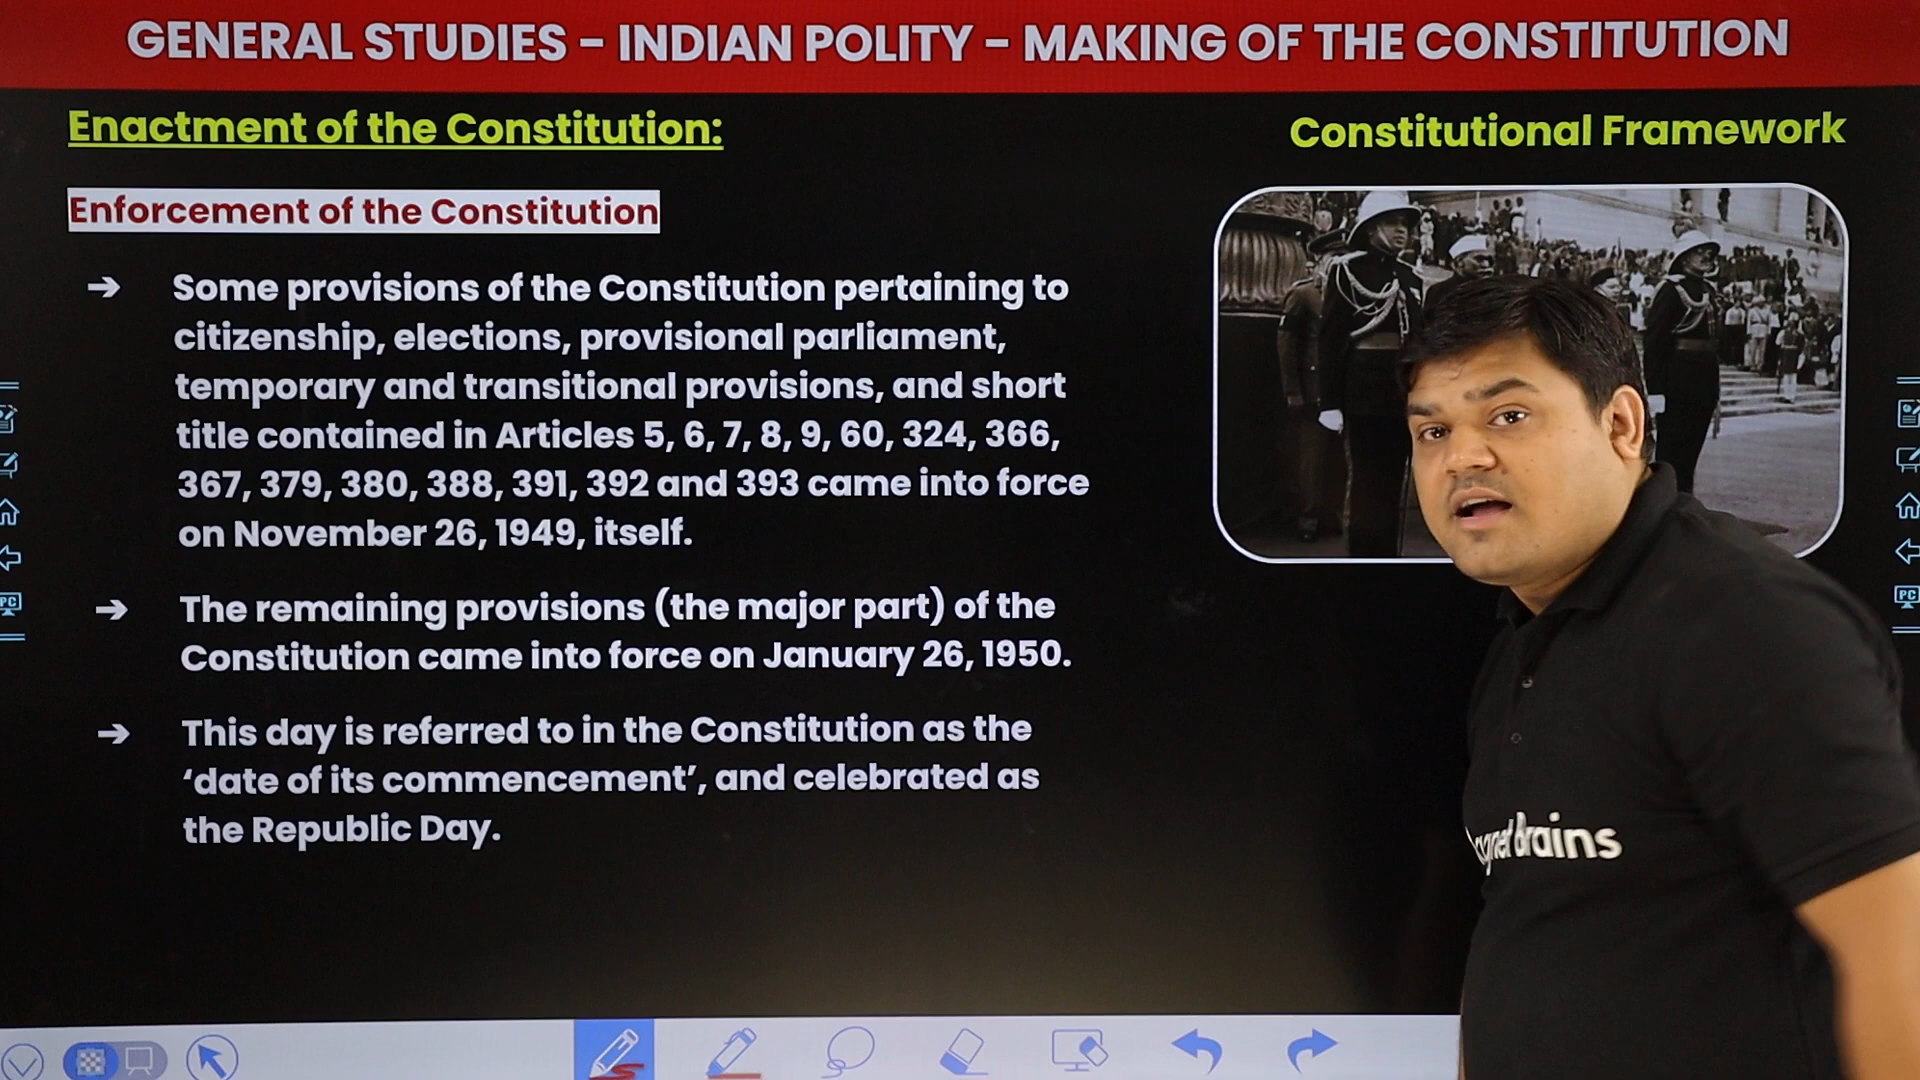 GENERAL STUDIES – INDIAN POLITY – MAKING OF THE CONSTITUTION
Enactment of the Constitution:
Constitutional Framework
Enforcement of the Constitution
➔ Some provisions of the Constitution pertaining to
citizenship, elections, provisional parliament,
temporary and transitional provisions, and short
title contained in Articles 5, 6, 7, 8, 9, 60, 324, 366,
367, 379, 380, 388, 391, 392 and 393 came into force
on November 26, 1949, itself.
➔ The remaining provisions (the major part) of the
Constitution came into force on January 26, 1950.
➔ This day is referred to in the Constitution as the
‘date of its commencement’, and celebrated as
the Republic Day.
PC
PC
Brains